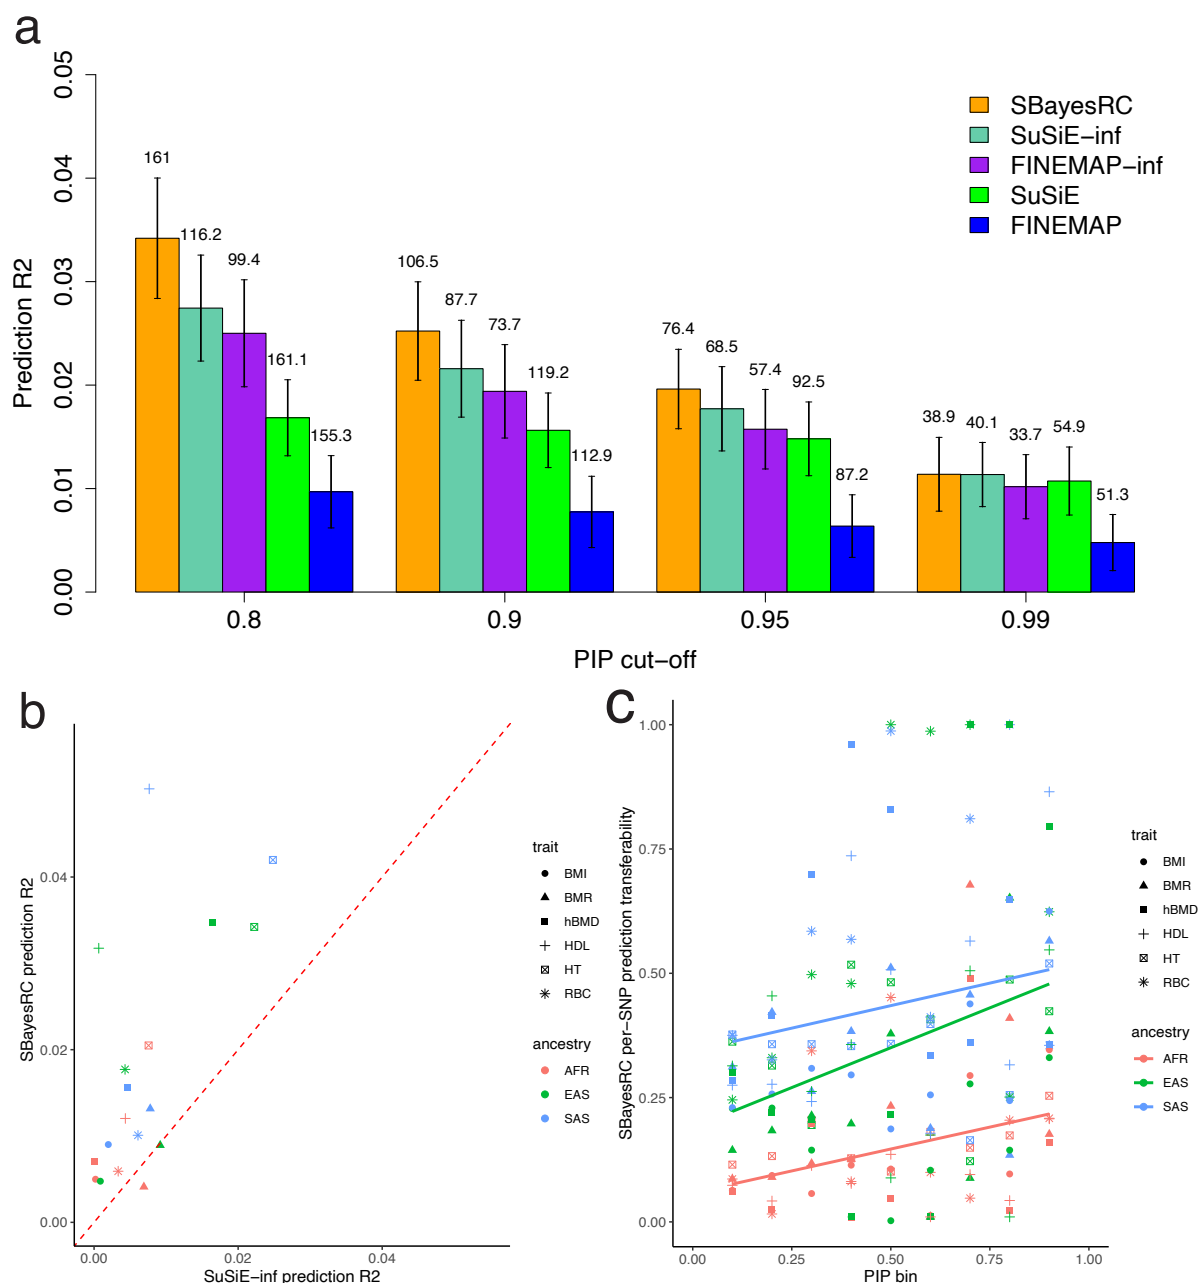 a
Prediction R2
0.05
0.04
0.03
0.02
0.01
0.00
161
116.2
99.4
161.1
155.3
106.5
87.7
73.7
119.2
112.9
76.4
68.5
57.4
92.5
87.2
38.9
40.1
33.7
54.9
51.3
SBayesRC
SuSiE−inf
FINEMAP−inf
SuSiE
FINEMAP
0.8
0.9
0.95
0.99
PIP cut−off
b
SBayesRC prediction R2
0.04
0.02
0.00
0.00
0.02
0.04
SuSiE−inf prediction R2
trait
BMI
BMR
hBMD
HDL
HT
RBC
ancestry
AFR
EAS
SAS
c
SBayesRC per−SNP prediction transferability
1.00
0.75
0.50
0.25
0.00
0.00
0.25
0.50
0.75
1.00
PIP bin
trait
BMI
BMR
hBMD
HDL
HT
RBC
ancestry
AFR
EAS
SAS